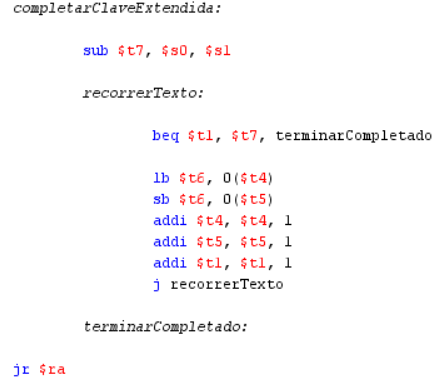 completarClaveExtendida:
sub $t7, $s0, $s1
recorrerTexto:
beq $t1, $t7, terminarCompletado
lb $t6, 0($t4)
sb $t6, 0($t5)
addi $t4, $t4, 1
addi $t5, $t5, 1
addi $t1, $t1, 1
j recorrerTexto
terminarCompletado:
jr $ra